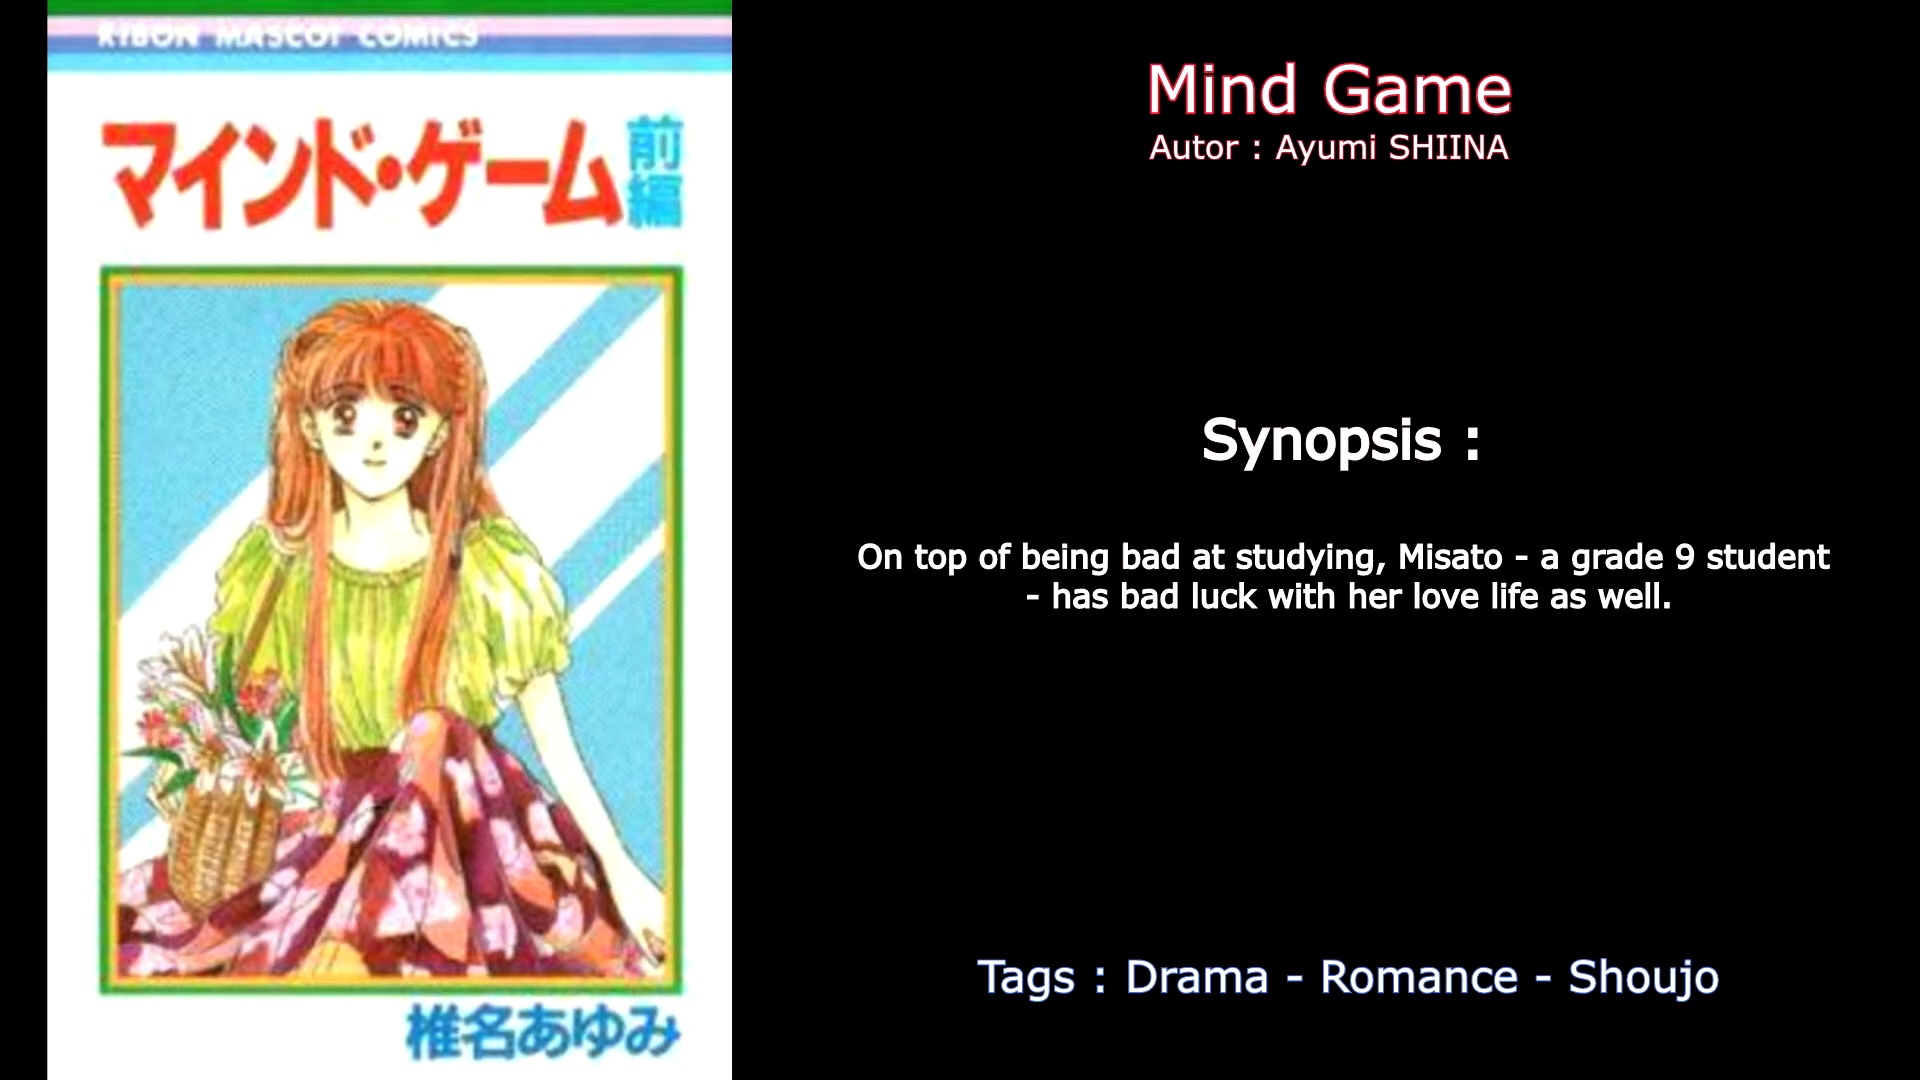 RIBON MASCOT COMICS
マインド・ゲーム 前編
椎名あゆみ
Mind Game
Autor : Ayumi SHIINA
Synopsis :
On top of being bad at studying, Misato - a grade 9 student
- has bad luck with her love life as well.
Tags : Drama - Romance - Shoujo